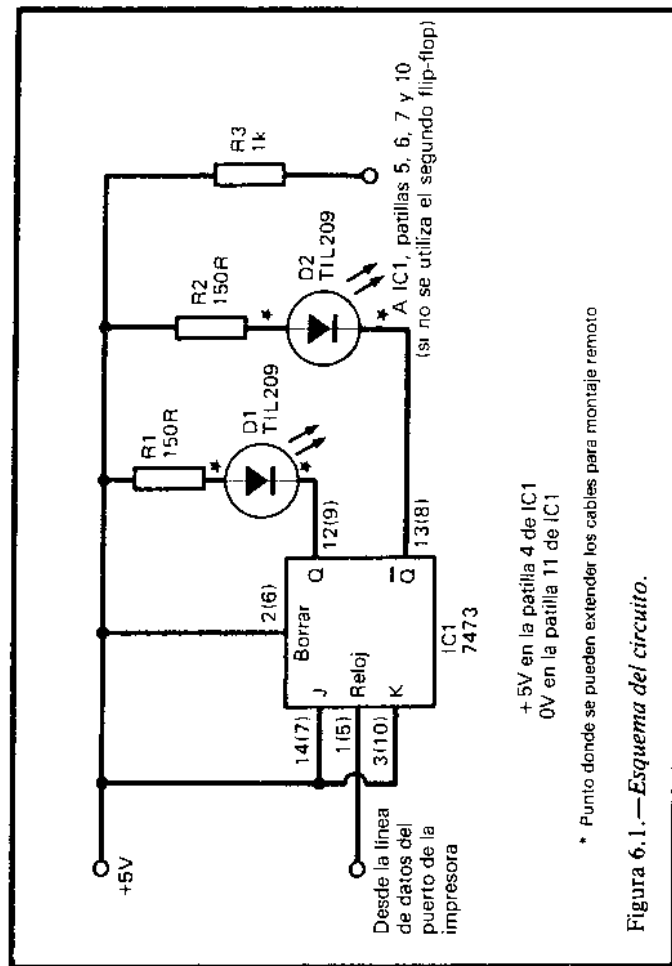 +5V
R1
150R
D1
TIL209
*
*
R2
150R
D2
TIL209
*
*
R3
1k
A IC1, patillas 5, 6, 7 y 10
(si no se utiliza el segundo flip-flop)
2(6)
Borrar
14(7)
J
Q
12(9)
1(5)
Reloj
3(10)
K
Q
13(8)
IC1
7473
Desde la línea
de datos del
puerto de la
impresora
+ 5V en la patilla 4 de IC1
0V en la patilla 11 de IC1
* Punto donde se pueden extender los cables para montaje remoto
Figura 6.1.—Esquema del circuito.